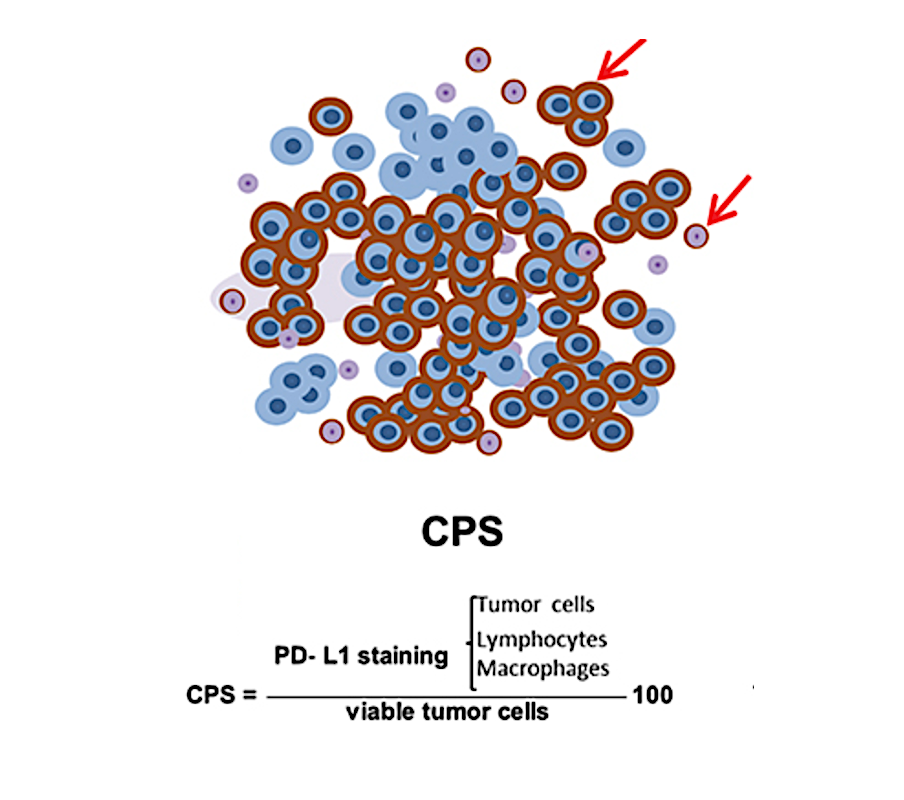 CPS
Tumor cells
Lymphocytes
PD- L1 staining
Macrophages
CPS = 100
viable tumor cells